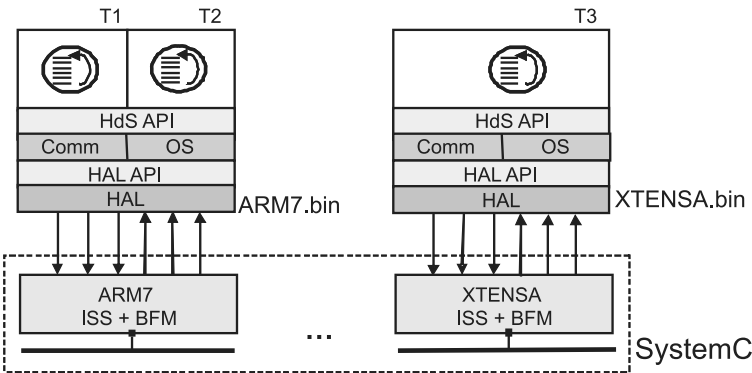 T1 T2 T3
HdS API HdS API
Comm OS Comm OS
HAL API HAL API
HAL ARM7.bin HAL XTENSA.bin
ARM7 XTENSA
ISS + BFM ... ISS + BFM
SystemC